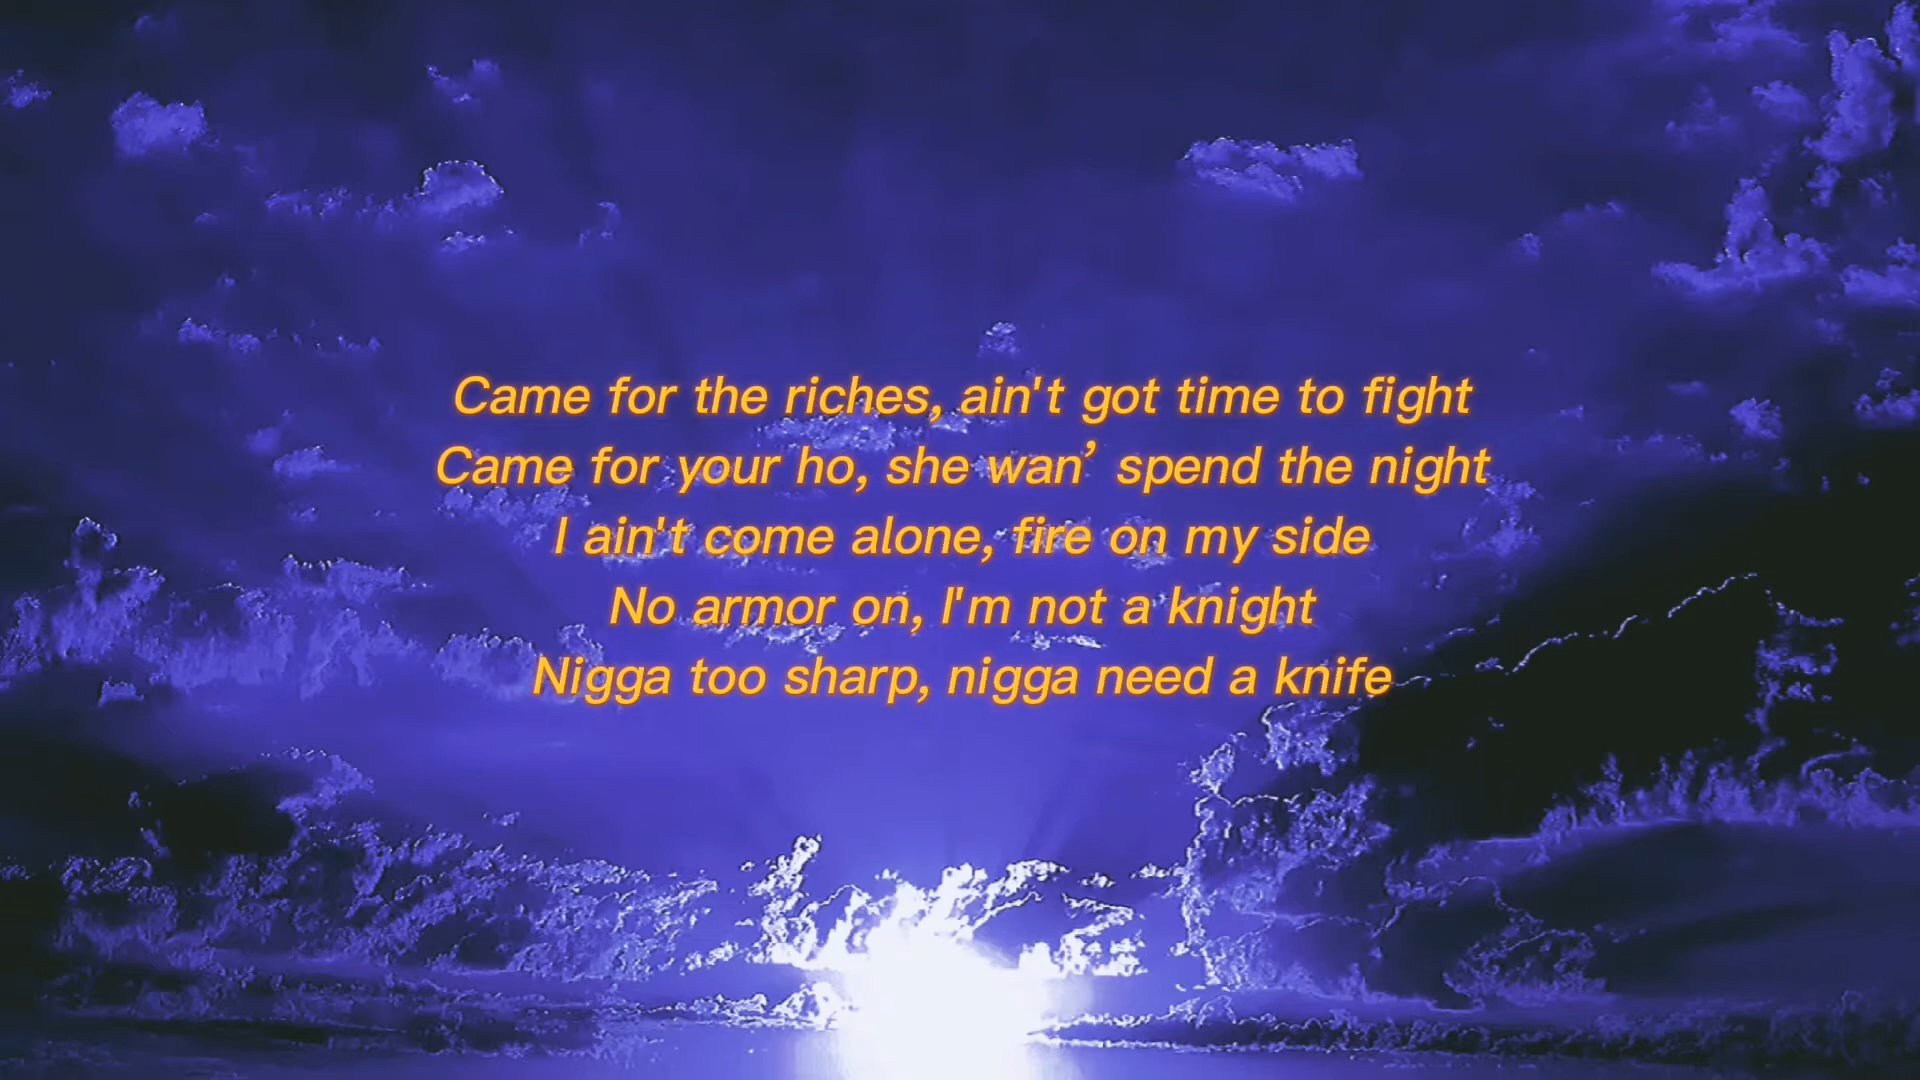 Came for the riches, ain't got time to fight
Came for your ho, she wan’ spend the night
I ain't come alone, fire on my side
No armor on, I'm not a knight
Nigga too sharp, nigga need a knife